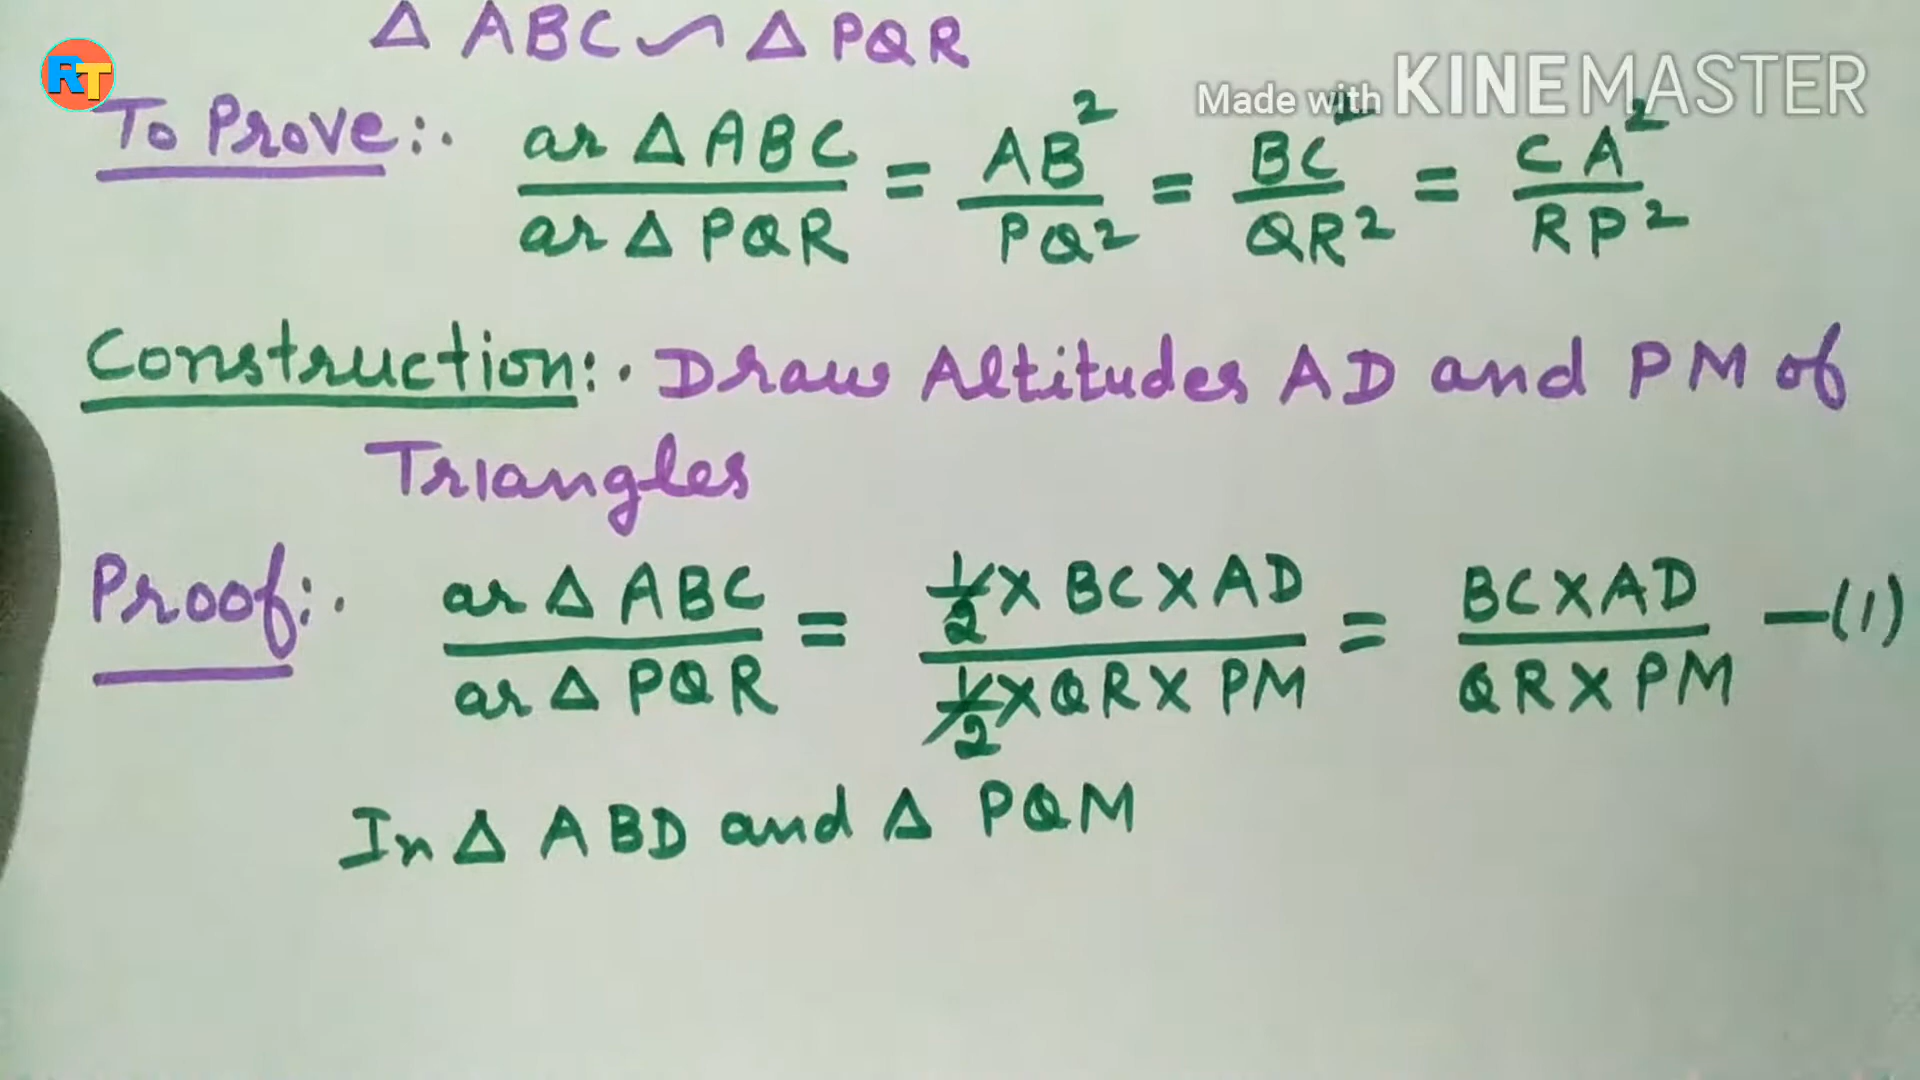 △ ABC ∽ △ PQR
RT
Made with KINEMASTER
To Prove:. ar △ ABC / ar △ PQR = AB² / PQ² = BC² / QR² = CA² / RP²
Construction:. Draw Altitudes AD and PM of
Triangles
Proof:. ar △ ABC / ar △ PQR = 1/2 × BC × AD / 1/2 × QR × PM = BC × AD / QR × PM —(1)
In △ ABD and △ PQM